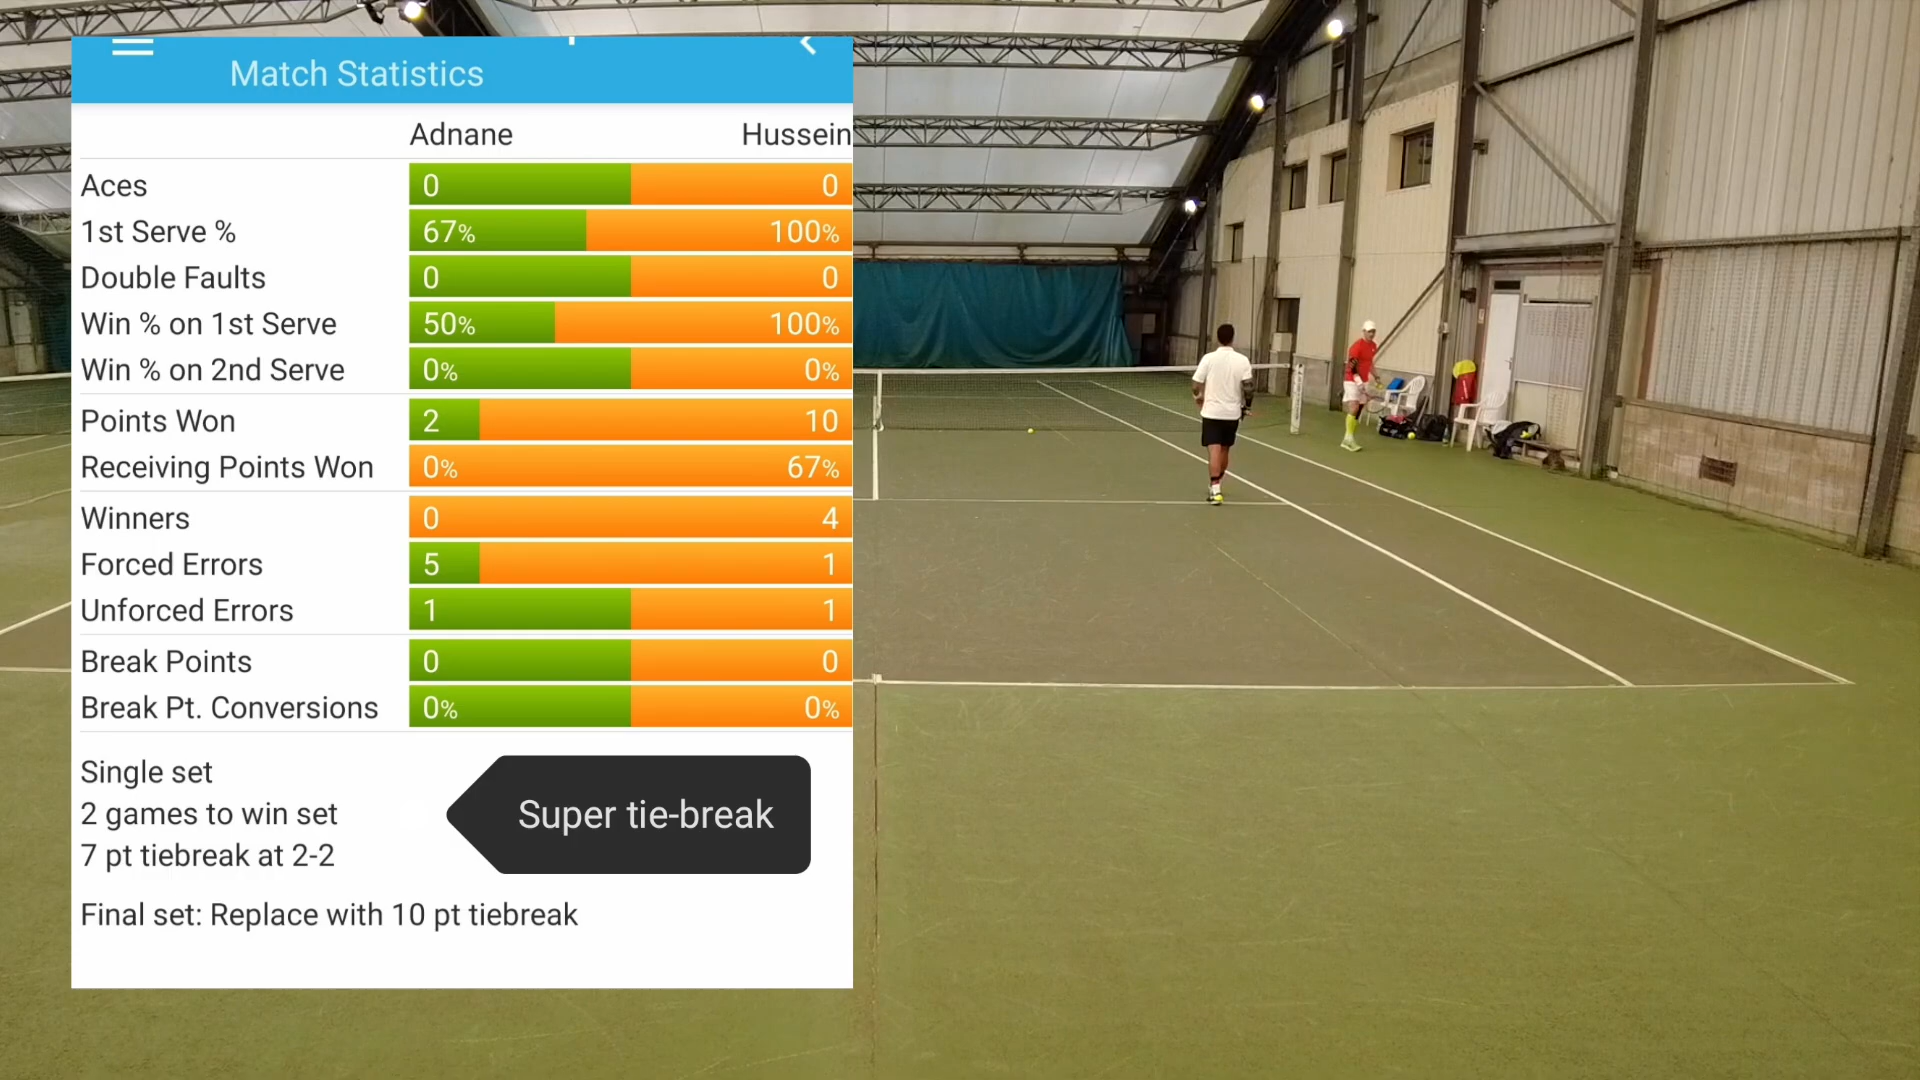 Match Statistics
Adnane Hussein
Aces 0 0
1st Serve % 67% 100%
Double Faults 0 0
Win % on 1st Serve 50% 100%
Win % on 2nd Serve 0% 0%
Points Won 2 10
Receiving Points Won 0% 67%
Winners 0 4
Forced Errors 5 1
Unforced Errors 1 1
Break Points 0 0
Break Pt. Conversions 0% 0%
Single set
2 games to win set
7 pt tiebreak at 2-2
Super tie-break
Final set: Replace with 10 pt tiebreak